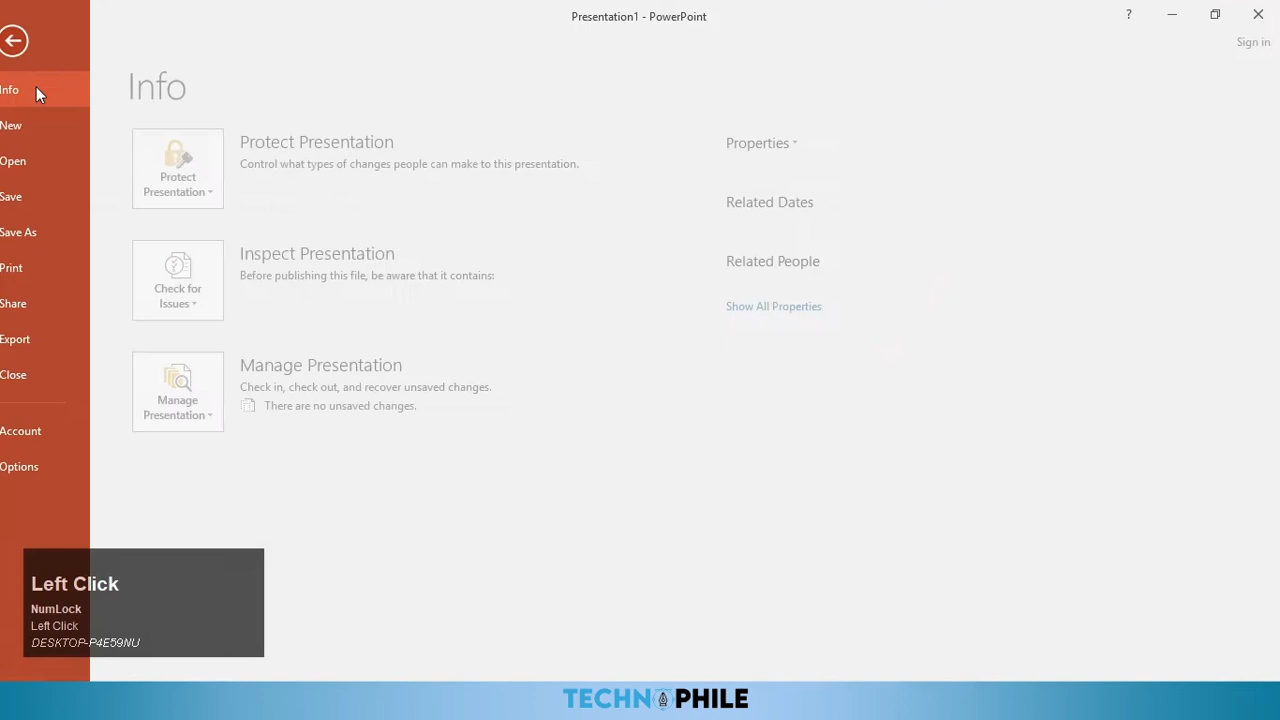 Presentation1 - PowerPoint
?
Sign in
Info
New
Open
Save
Save As
Print
Share
Export
Close
Account
Options
Info
Protect
Presentation
Protect Presentation
Control what types of changes people can make to this presentation.
Check for
Issues
Inspect Presentation
Before publishing this file, be aware that it contains:
Manage
Presentation
Manage Presentation
Check in, check out, and recover unsaved changes.
There are no unsaved changes.
Properties
Related Dates
Related People
Show All Properties
Left Click
NumLock
Left Click
DESKTOP-P4E59NU
TECHNOPHILE